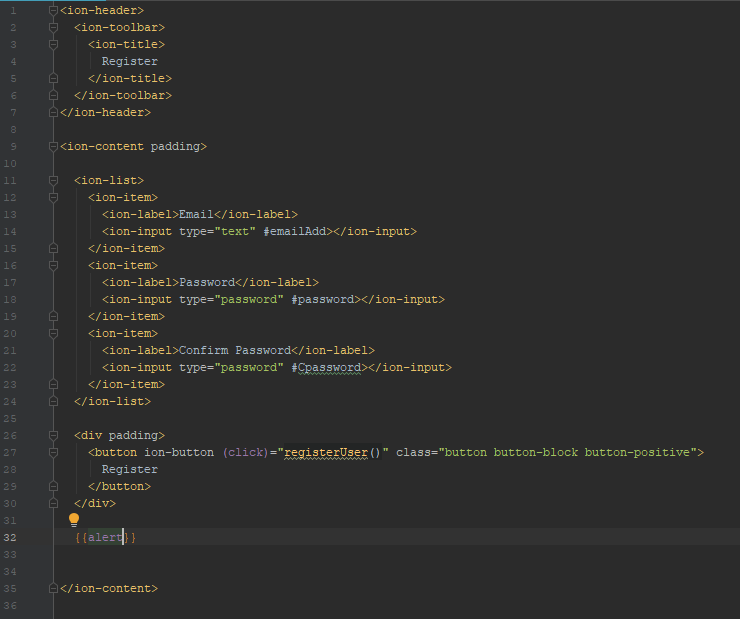 1 <ion-header>
2 <ion-toolbar>
3 <ion-title>
4 Register
5 </ion-title>
6 </ion-toolbar>
7 </ion-header>
8
9 <ion-content padding>
10
11 <ion-list>
12 <ion-item>
13 <ion-label>Email</ion-label>
14 <ion-input type="text" #emailAdd></ion-input>
15 </ion-item>
16 <ion-item>
17 <ion-label>Password</ion-label>
18 <ion-input type="password" #password></ion-input>
19 </ion-item>
20 <ion-item>
21 <ion-label>Confirm Password</ion-label>
22 <ion-input type="password" #Cpassword></ion-input>
23 </ion-item>
24 </ion-list>
25
26 <div padding>
27 <button ion-button (click)="registerUser()" class="button button-block button-positive">
28 Register
29 </button>
30 </div>
31
32 {{alert}}
33
34
35 </ion-content>
36